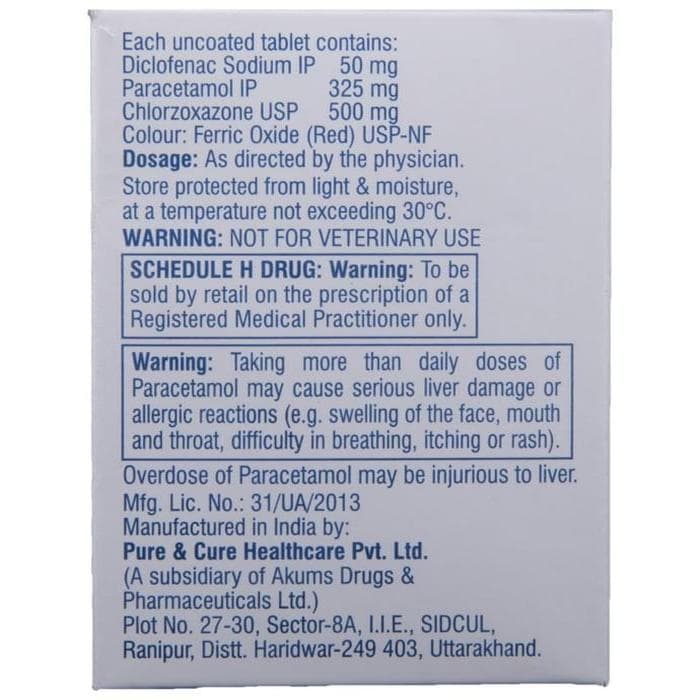 Each uncoated tablet contains:
Diclofenac Sodium IP 50 mg
Paracetamol IP 325 mg
Chlorzoxazone USP 500 mg
Colour: Ferric Oxide (Red) USP-NF
Dosage: As directed by the physician.
Store protected from light & moisture,
at a temperature not exceeding 30°C.
WARNING: NOT FOR VETERINARY USE
SCHEDULE H DRUG: Warning: To be
sold by retail on the prescription of a
Registered Medical Practitioner only.
Warning: Taking more than daily doses of
Paracetamol may cause serious liver damage or
allergic reactions (e.g. swelling of the face, mouth
and throat, difficulty in breathing, itching or rash).
Overdose of Paracetamol may be injurious to liver.
Mfg. Lic. No.: 31/UA/2013
Manufactured in India by:
Pure & Cure Healthcare Pvt. Ltd.
(A subsidiary of Akums Drugs &
Pharmaceuticals Ltd.)
Plot No. 27-30, Sector-8A, I.I.E., SIDCUL,
Ranipur, Distt. Haridwar-249 403, Uttarakhand.